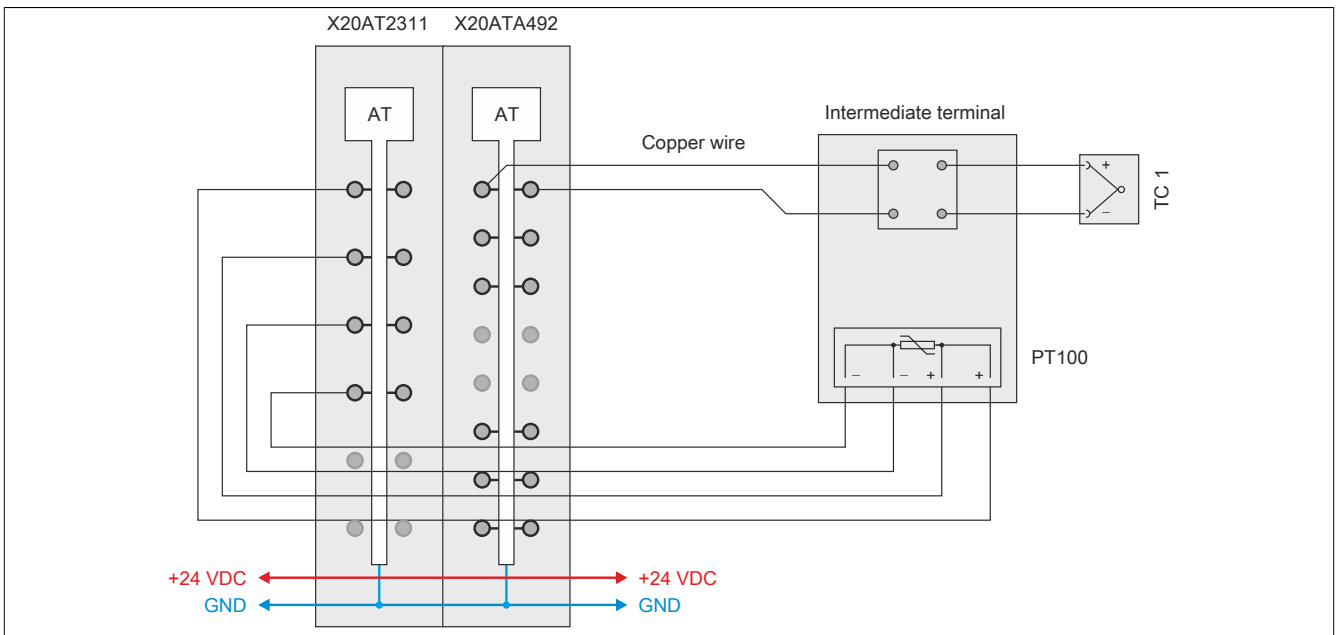 X20AT2311 X20ATA492
AT AT
Intermediate terminal
Copper wire
+
−
TC 1
PT100
− − + +
+24 VDC +24 VDC
GND GND